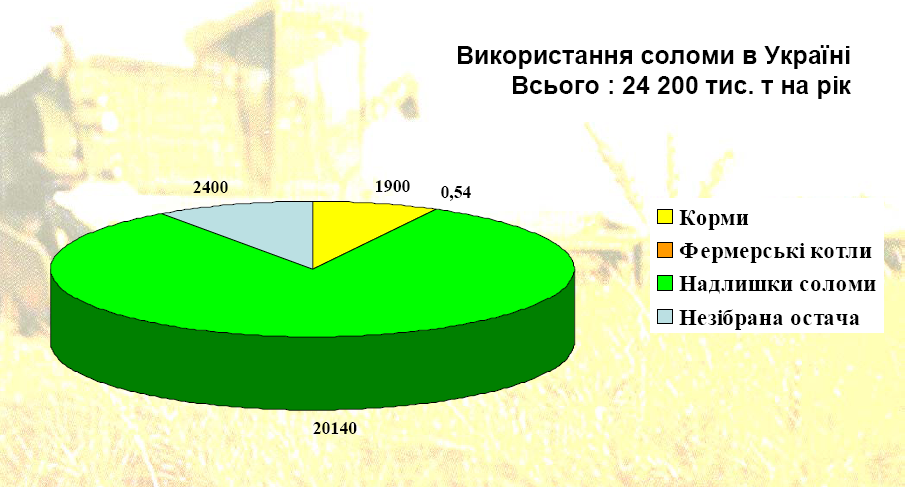 Використання соломи в Україні
Всього : 24 200 тис. т на рік
2400
1900
0,54
Корми
Фермерські котли
Надлишки соломи
Незібрана остача
20140